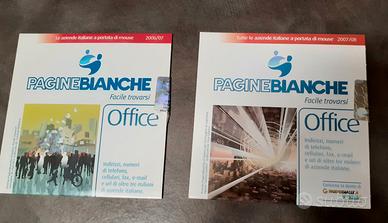 Le aziende italiane a portata di mouse 2006/07
PAGINEBIANCHE
Facile trovarsi
Office
Indirizzi, numeri
di telefono,
cellulari, fax, e-mail
e url di oltre tre milioni
di aziende italiane.
Tutte le aziende italiane a portata di mouse 2007/08
PAGINEBIANCHE
Facile trovarsi
Office
Indirizzi, numeri
di telefono,
cellulari, fax, e-mail
e url di oltre tre milioni
di aziende italiane.